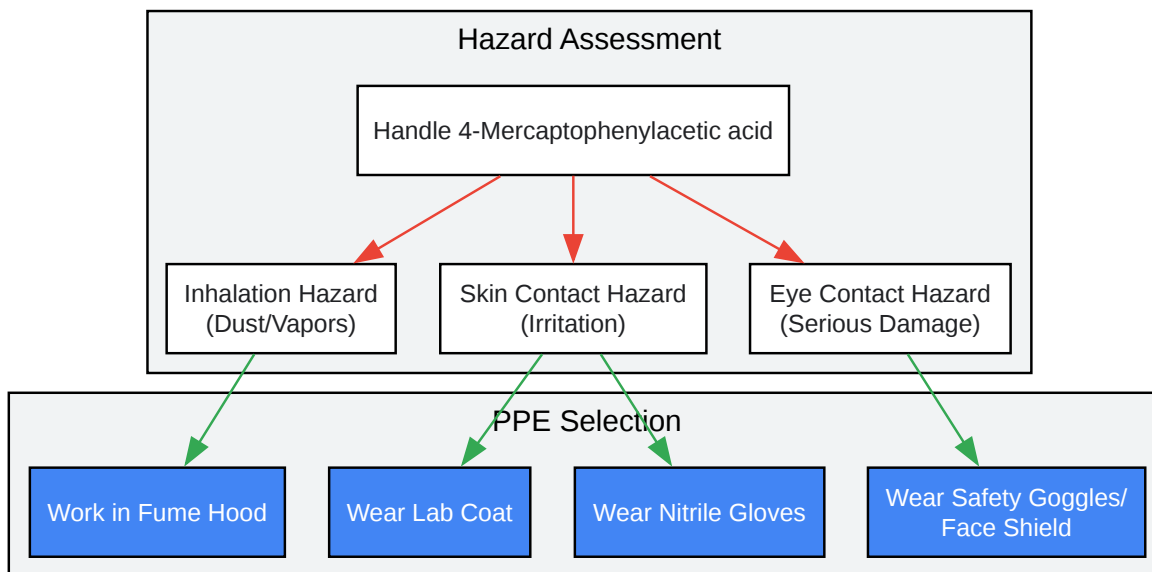 Hazard Assessment
Handle 4-Mercaptophenylacetic acid
Inhalation Hazard
(Dust/Vapors)
Skin Contact Hazard
(Irritation)
Eye Contact Hazard
(Serious Damage)
PPE Selection
Work in Fume Hood
Wear Lab Coat
Wear Nitrile Gloves
Wear Safety Goggles/
Face Shield